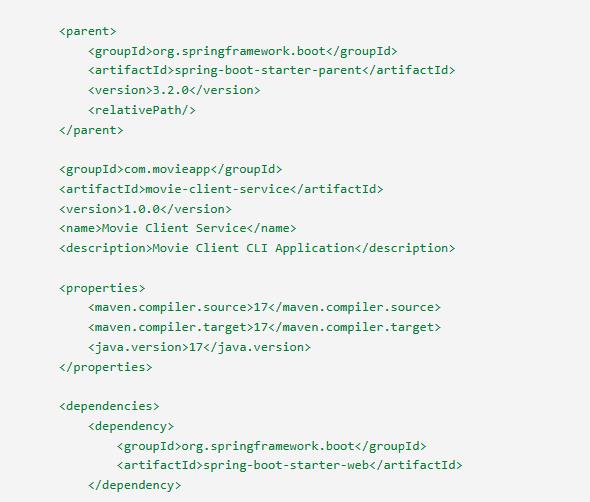 <parent>
<groupId>org.springframework.boot</groupId>
<artifactId>spring-boot-starter-parent</artifactId>
<version>3.2.0</version>
<relativePath/>
</parent>
<groupId>com.movieapp</groupId>
<artifactId>movie-client-service</artifactId>
<version>1.0.0</version>
<name>Movie Client Service</name>
<description>Movie Client CLI Application</description>
<properties>
<maven.compiler.source>17</maven.compiler.source>
<maven.compiler.target>17</maven.compiler.target>
<java.version>17</java.version>
</properties>
<dependencies>
<dependency>
<groupId>org.springframework.boot</groupId>
<artifactId>spring-boot-starter-web</artifactId>
</dependency>